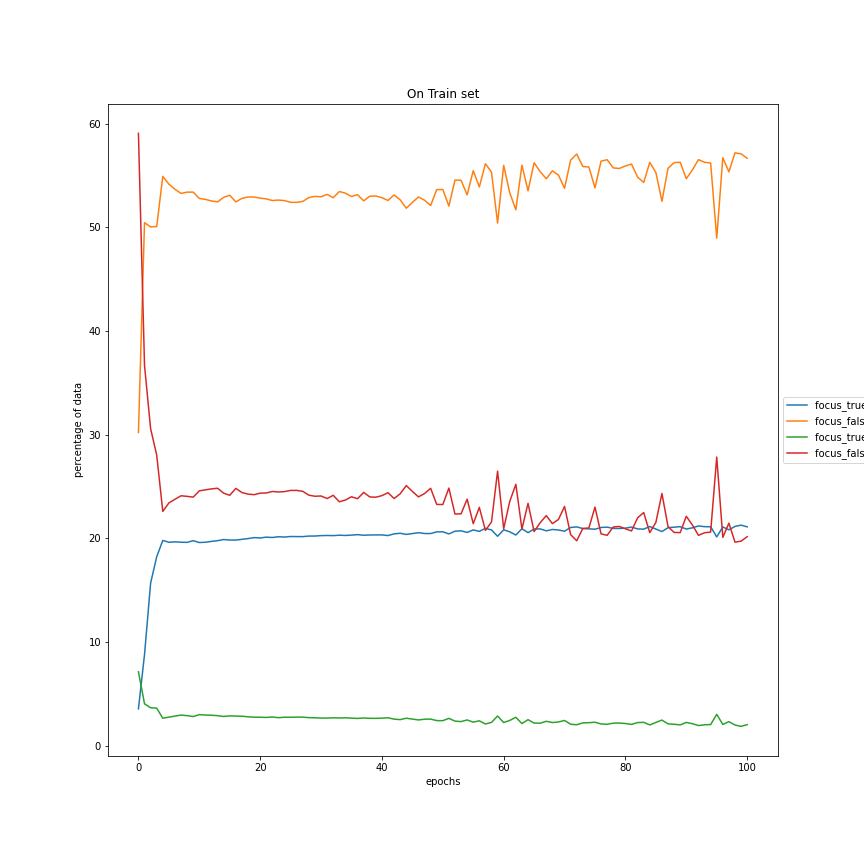 On Train set
60
50
40
30
20
10
0
percentage of data
0 20 40 60 80 100
epochs
focus_true
focus_fals
focus_true
focus_fals